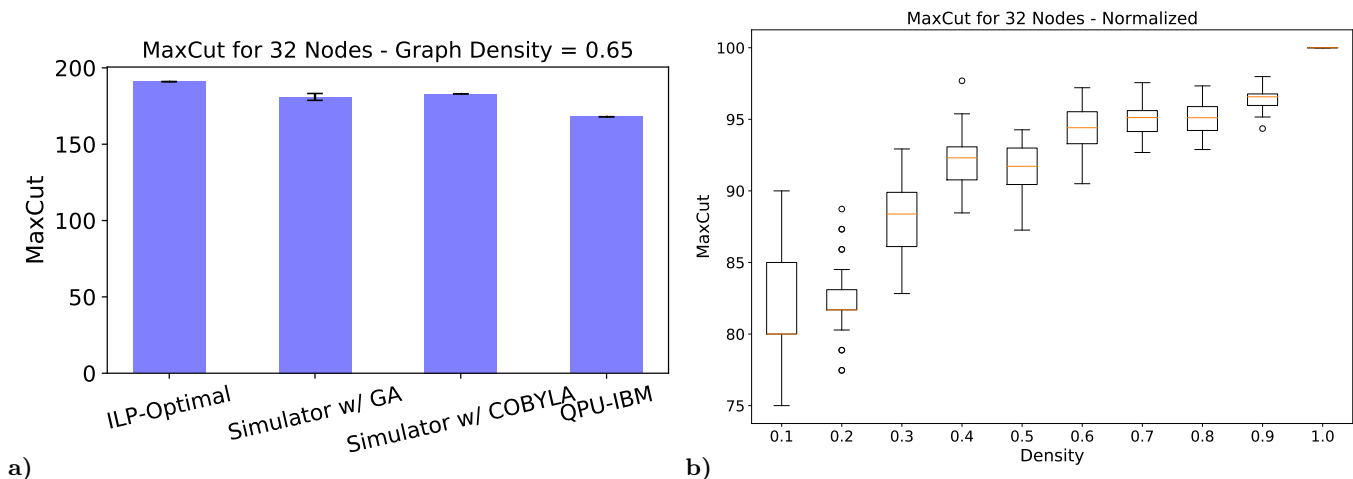 MaxCut for 32 Nodes - Graph Density = 0.65
MaxCut
200
150
100
50
0
ILP-Optimal
Simulator w/ GA
Simulator w/ COBYLA
QPU-IBM
a)
MaxCut for 32 Nodes - Normalized
MaxCut
100
95
90
85
80
75
0.1 0.2 0.3 0.4 0.5 0.6 0.7 0.8 0.9 1.0
Density
b)